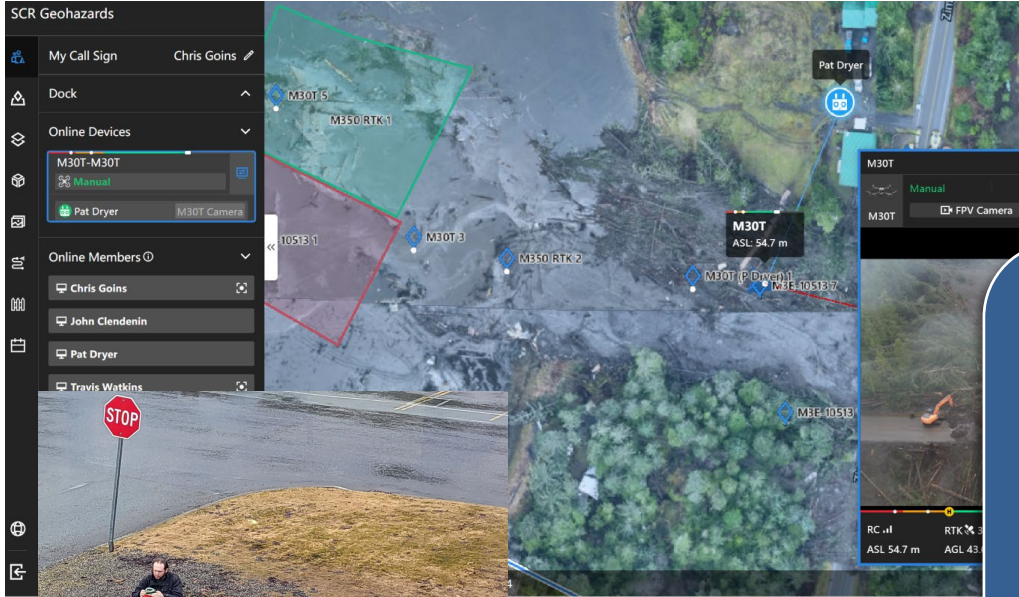 SCR Geohazards
My Call Sign Chris Goins
Dock
Online Devices
M30T-M30T
Manual
Pat Dryer M30T Camera
Online Members
Chris Goins
John Clendenin
Pat Dryer
Travis Watkins
M30T 5
M350 RTK 1
10513 1
M30T 3
M350 RTK 2
Pat Dryer
M30T
ASL: 54.7 m
M30T (P Dryer) 1
M3E-10513 7
M3E-10513
M30T
Manual
M30T
FPV Camera
RC RTK 3
ASL 54.7 m AGL 43.
STOP